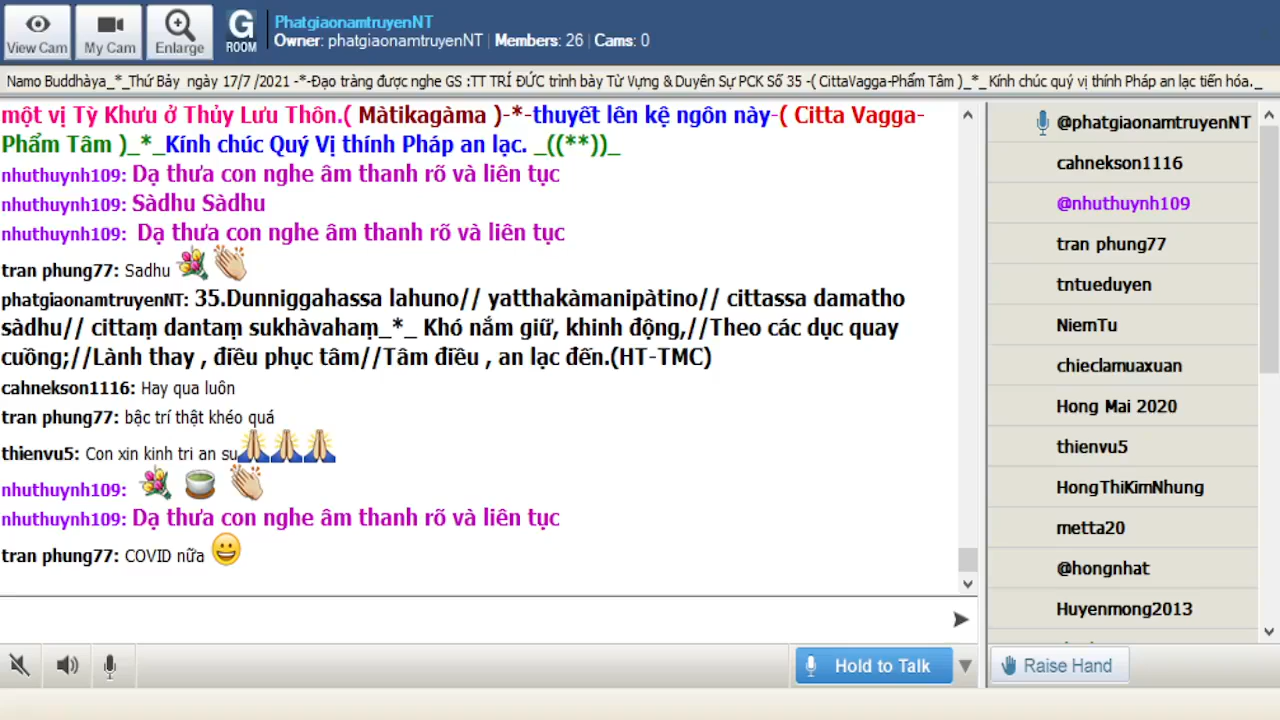 View Cam
My Cam
Enlarge
G ROOM
PhatgiaonamtruyenNT
Owner: phatgiaonamtruyenNT | Members: 26 | Cams: 0
Namo Buddhàya_*_Thứ Bảy ngày 17/7 /2021 -*-Đạo tràng được nghe GS :TT TRÍ ĐỨC trình bày Từ Vựng & Duyên Sự PCK Số 35 -( CittaVagga-Phẩm Tâm )_*_Kính chúc quý vị thính Pháp an lạc tiến hóa._
một vị Tỳ Khưu ở Thủy Lưu Thôn.( Màtikagàma )-*-thuyết lên kệ ngôn này-( Citta Vagga-
Phẩm Tâm )_*_Kính chúc Quý Vị thính Pháp an lạc. _((**))_
nhuthuynh109: Dạ thưa con nghe âm thanh rõ và liên tục
nhuthuynh109: Sàdhu Sàdhu
nhuthuynh109: Dạ thưa con nghe âm thanh rõ và liên tục
tran phung77: Sadhu
phatgiaonamtruyenNT: 35.Dunniggahassa lahuno// yatthakàmanipàtino// cittassa damatho
sàdhu// cittaṃ dantaṃ sukhàvahaṃ_*_ Khó nắm giữ, khinh động,//Theo các dục quay
cuồng;//Lành thay , điều phục tâm//Tâm điều , an lạc đến.(HT-TMC)
cahnekson1116: Hay qua luôn
tran phung77: bậc trí thật khéo quá
thienvu5: Con xin kinh tri an su
nhuthuynh109:
nhuthuynh109: Dạ thưa con nghe âm thanh rõ và liên tục
tran phung77: COVID nữa
Hold to Talk
@phatgiaonamtruyenNT
cahnekson1116
@nhuthuynh109
tran phung77
tntueduyen
NiemTu
chieclamuaxuan
Hong Mai 2020
thienvu5
HongThiKimNhung
metta20
@hongnhat
Huyenmong2013
Raise Hand